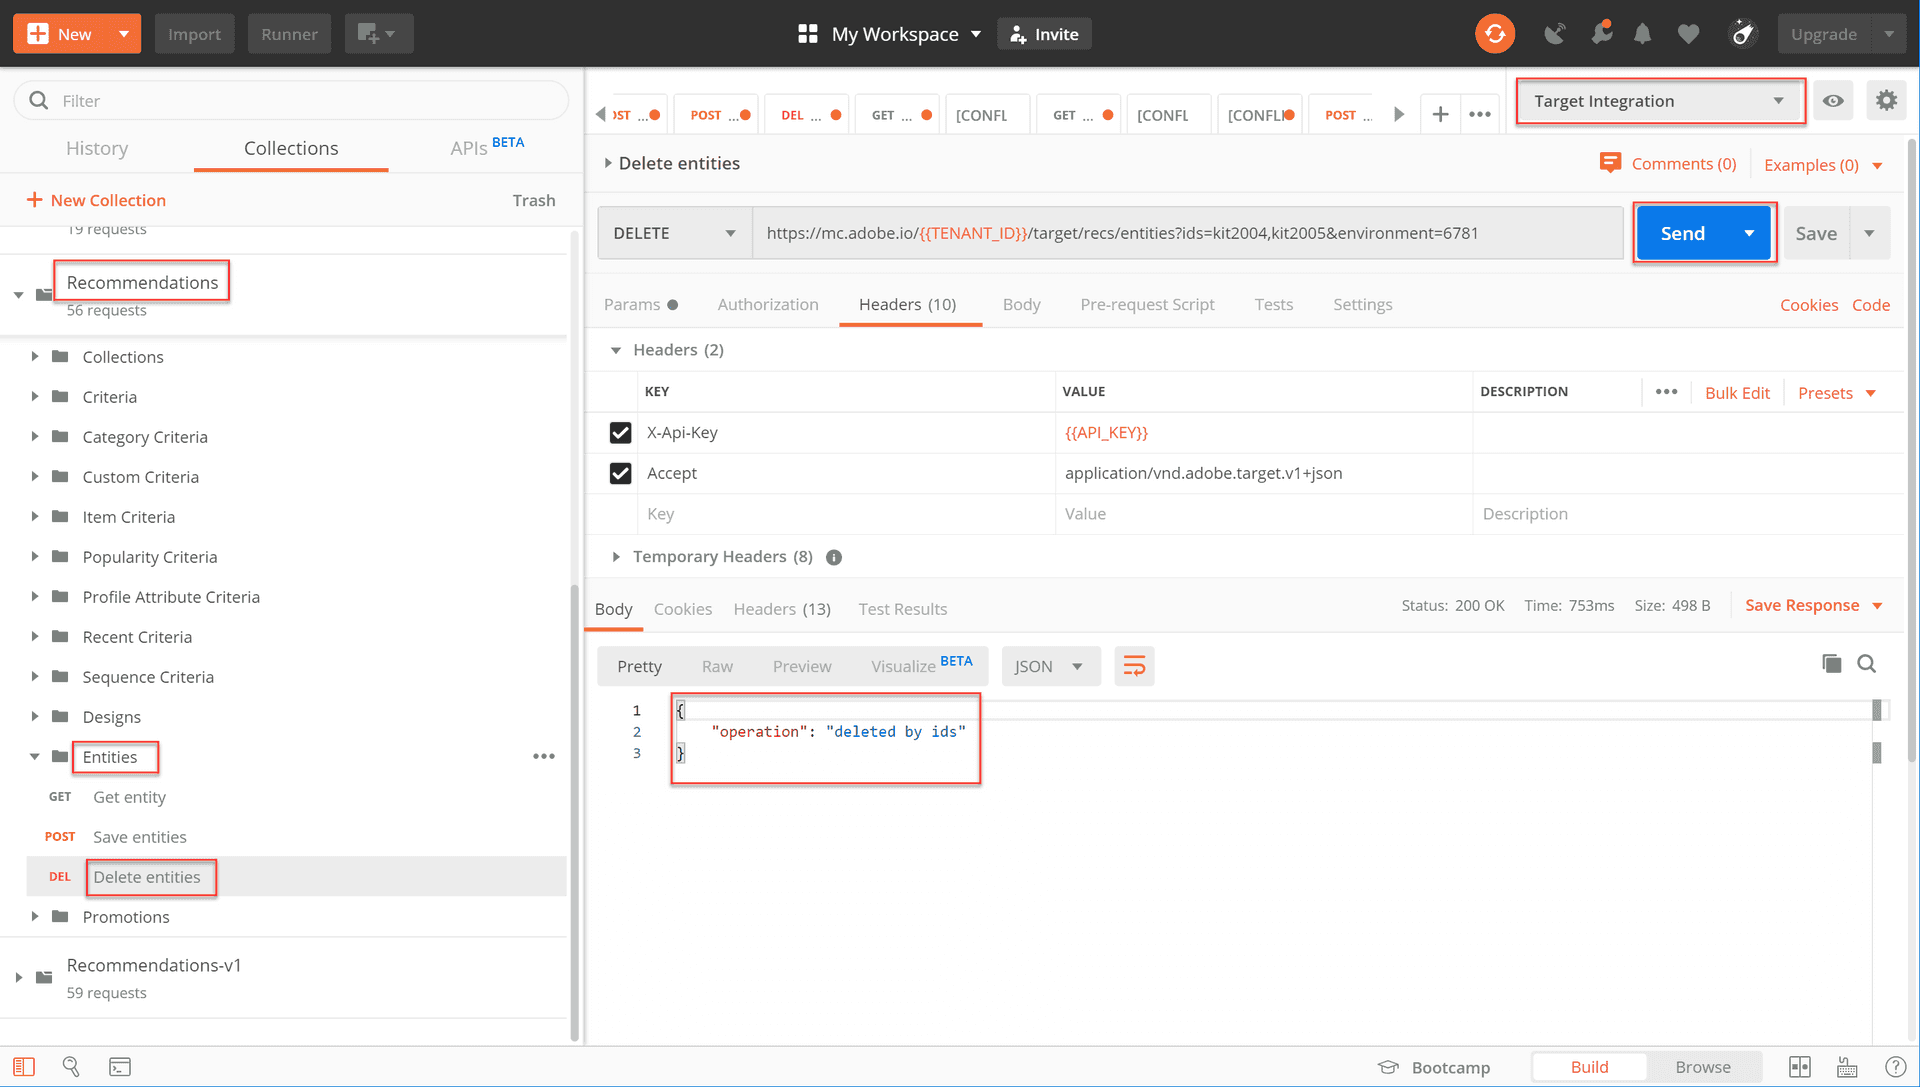 New
Import
Runner
My Workspace
Invite
Upgrade
Filter
History
Collections
APIs BETA
New Collection
Trash
19 requests
Recommendations
56 requests
Collections
Criteria
Category Criteria
Custom Criteria
Item Criteria
Popularity Criteria
Profile Attribute Criteria
Recent Criteria
Sequence Criteria
Designs
Entities
GET Get entity
POST Save entities
DEL Delete entities
Promotions
Recommendations-v1
59 requests
OST ... POST ... DEL ... GET ... [CONFL GET ... [CONFL [CONFL POST ...
Target Integration
Delete entities
Comments (0)
Examples (0)
DELETE
https://mc.adobe.io/{{TENANT_ID}}/target/recs/entities?ids=kit2004,kit2005&environment=6781
Send
Save
Params
Authorization
Headers (10)
Body
Pre-request Script
Tests
Settings
Cookies
Code
Headers (2)
KEY VALUE DESCRIPTION
Bulk Edit
Presets
X-Api-Key {{API_KEY}}
Accept application/vnd.adobe.target.v1+json
Key Value Description
Temporary Headers (8)
Body
Cookies
Headers (13)
Test Results
Status: 200 OK
Time: 753ms
Size: 498 B
Save Response
Pretty
Raw
Preview
Visualize BETA
JSON
1 {
2 "operation": "deleted by ids"
3 }
Bootcamp
Build
Browse